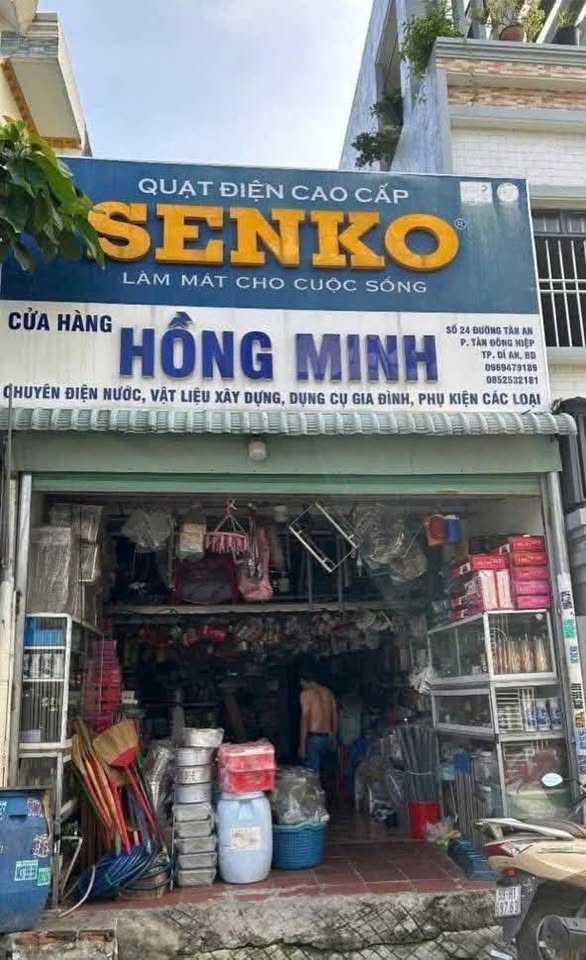 QUẠT ĐIỆN CAO CẤP
SENKO®
LÀM MÁT CHO CUỘC SỐNG
CỬA HÀNG
HỒNG MINH
SỐ 24 ĐƯỜNG TÂN AN
P. TÂN ĐÔNG HIỆP
TP. DĨ AN, BD
0969479189
0852532181
CHUYÊN ĐIỆN NƯỚC, VẬT LIỆU XÂY DỰNG, DỤNG CỤ GIA ĐÌNH, PHỤ KIỆN CÁC LOẠI